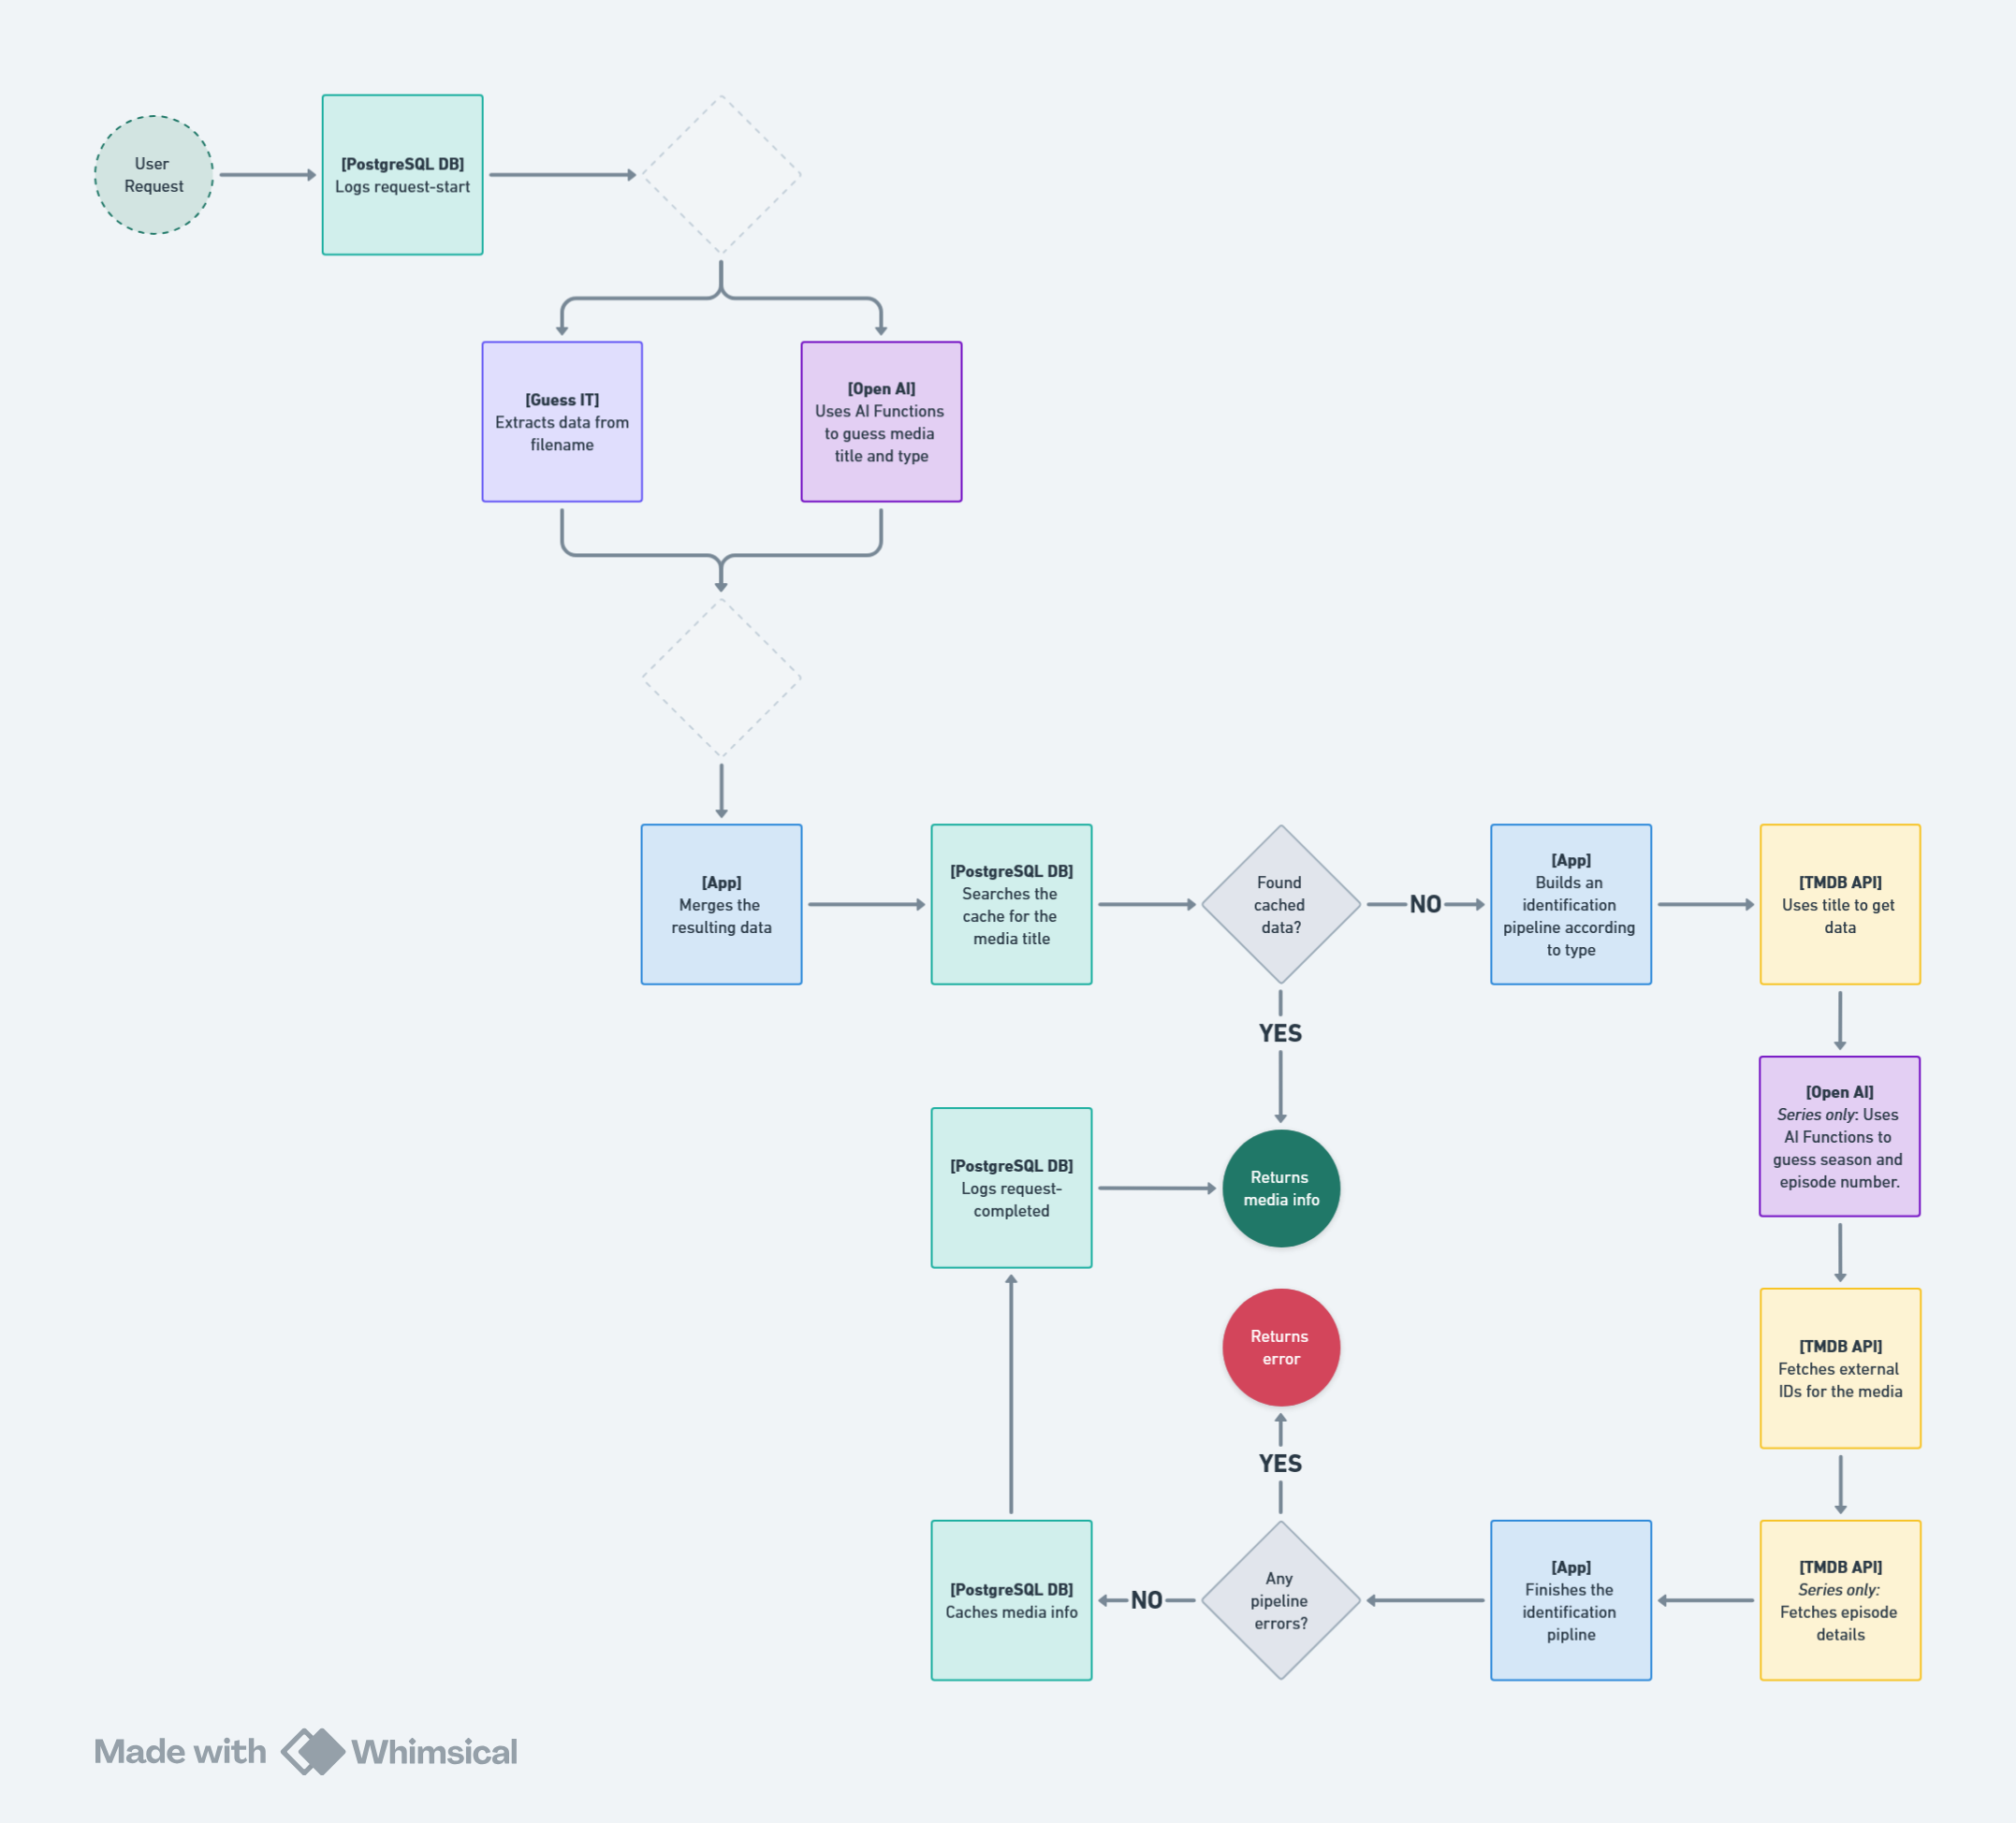 User
Request
[PostgreSQL DB]
Logs request-start
[Guess IT]
Extracts data from
filename
[Open AI]
Uses AI Functions
to guess media
title and type
[App]
Merges the
resulting data
[PostgreSQL DB]
Searches the
cache for the
media title
Found
cached
data?
NO
[App]
Builds an
identification
pipeline according
to type
[TMDB API]
Uses title to get
data
YES
[Open AI]
Series only: Uses
AI Functions to
guess season and
episode number.
[PostgreSQL DB]
Logs request-
completed
Returns
media info
Returns
error
[TMDB API]
Fetches external
IDs for the media
YES
[PostgreSQL DB]
Caches media info
NO
Any
pipeline
errors?
[App]
Finishes the
identification
pipline
[TMDB API]
Series only:
Fetches episode
details
Made with Whimsical